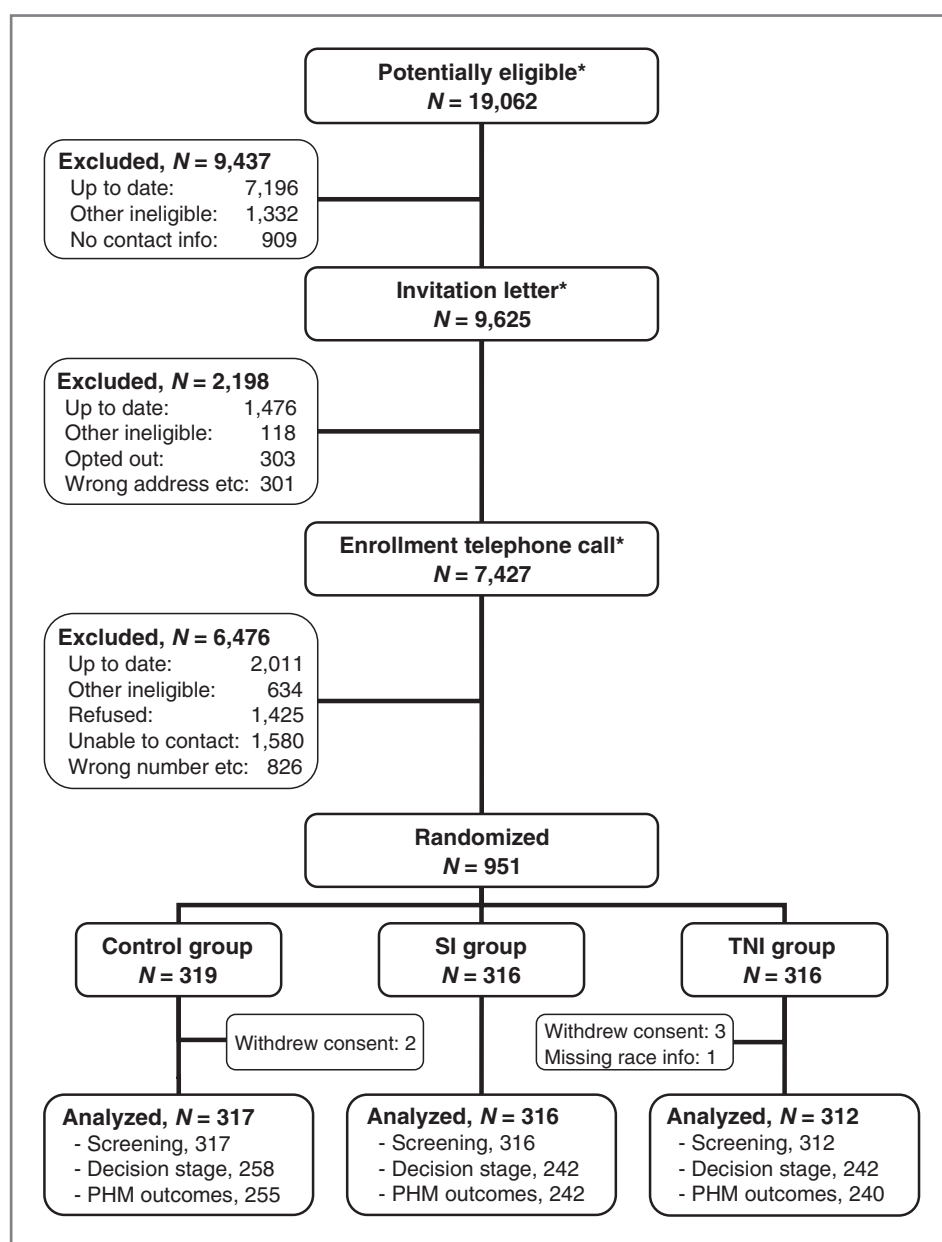 Potentially eligible*
N = 19,062
Excluded, N = 9,437
Up to date: 7,196
Other ineligible: 1,332
No contact info: 909
Invitation letter*
N = 9,625
Excluded, N = 2,198
Up to date: 1,476
Other ineligible: 118
Opted out: 303
Wrong address etc: 301
Enrollment telephone call*
N = 7,427
Excluded, N = 6,476
Up to date: 2,011
Other ineligible: 634
Refused: 1,425
Unable to contact: 1,580
Wrong number etc: 826
Randomized
N = 951
Control group
N = 319
SI group
N = 316
TNI group
N = 316
Withdrew consent: 2
Withdrew consent: 3
Missing race info: 1
Analyzed, N = 317
- Screening, 317
- Decision stage, 258
- PHM outcomes, 255
Analyzed, N = 316
- Screening, 316
- Decision stage, 242
- PHM outcomes, 242
Analyzed, N = 312
- Screening, 312
- Decision stage, 242
- PHM outcomes, 240